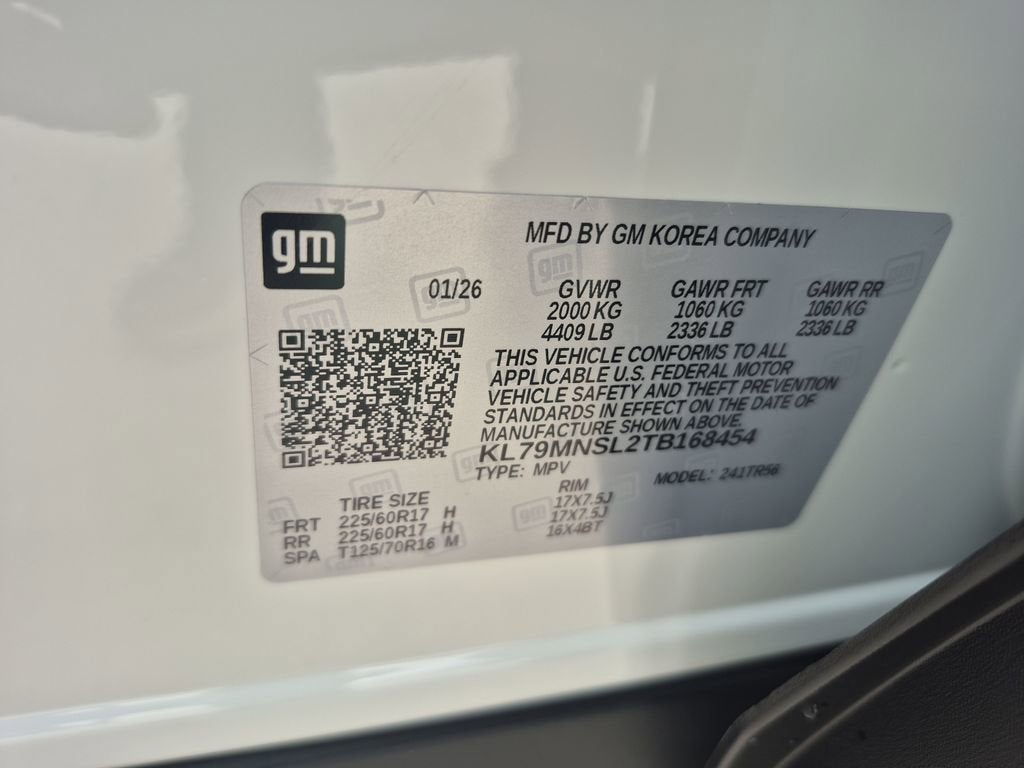 gm
MFD BY GM KOREA COMPANY
01/26 GVWR GAWR FRT GAWR RR
2000 KG 1060 KG 1060 KG
4409 LB 2336 LB 2336 LB
THIS VEHICLE CONFORMS TO ALL
APPLICABLE U.S. FEDERAL MOTOR
VEHICLE SAFETY AND THEFT PREVENTION
STANDARDS IN EFFECT ON THE DATE OF
MANUFACTURE SHOWN ABOVE.
KL79MNSL2TB168454
TYPE: MPV MODEL: 241TR56
TIRE SIZE RIM
FRT 225/60R17 H 17X7.5J
RR 225/60R17 H 17X7.5J
SPA T125/70R16 M 16X4BT